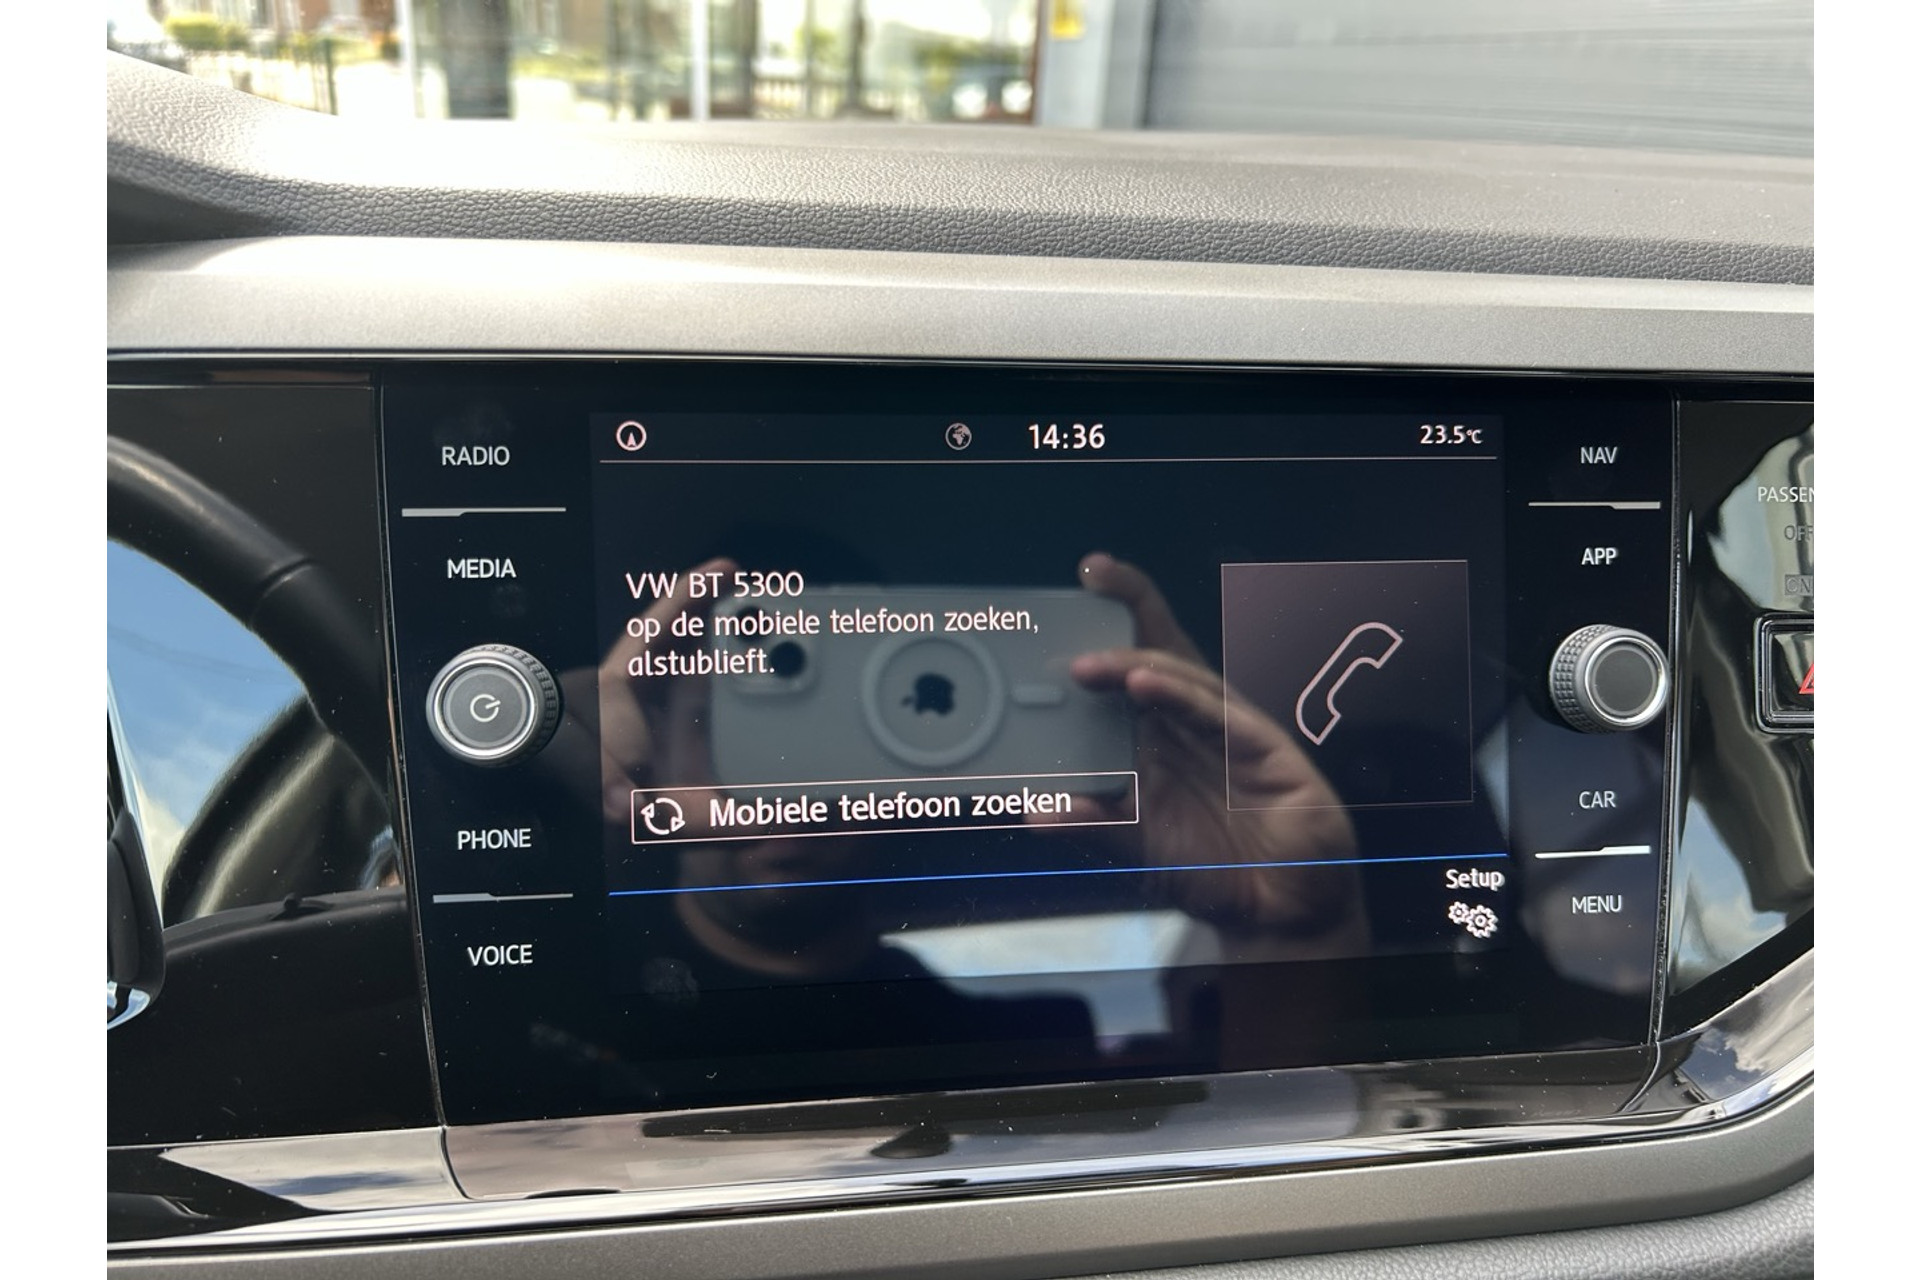 14:36
23.5°C
RADIO
MEDIA
PHONE
VOICE
VW BT 5300
op de mobiele telefoon zoeken,
alstublieft.
Mobiele telefoon zoeken
Setup
NAV
APP
CAR
MENU
PASSEN